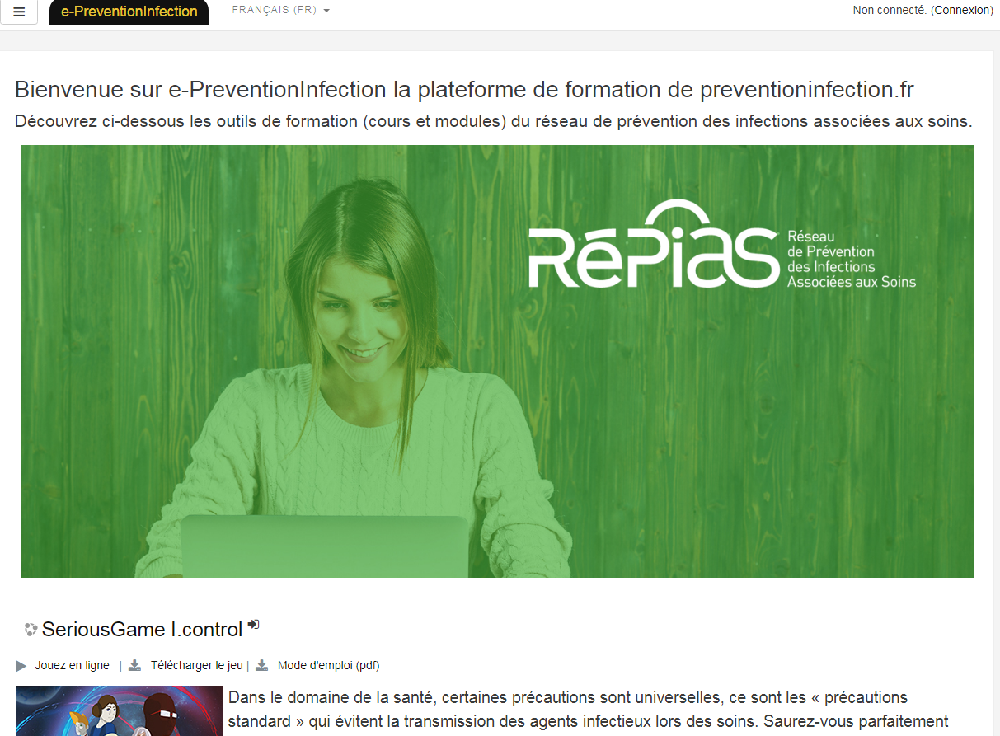 e-PreventionInfection
FRANÇAIS (FR)
Non connecté. (Connexion)
Bienvenue sur e-PreventionInfection la plateforme de formation de preventioninfection.fr
Découvrez ci-dessous les outils de formation (cours et modules) du réseau de prévention des infections associées aux soins.
RéPias
Réseau
de Prévention
des Infections
Associées aux Soins
SeriousGame I.control
Jouez en ligne | Télécharger le jeu | Mode d'emploi (pdf)
Dans le domaine de la santé, certaines précautions sont universelles, ce sont les « précautions
standard » qui évitent la transmission des agents infectieux lors des soins. Saurez-vous parfaitement